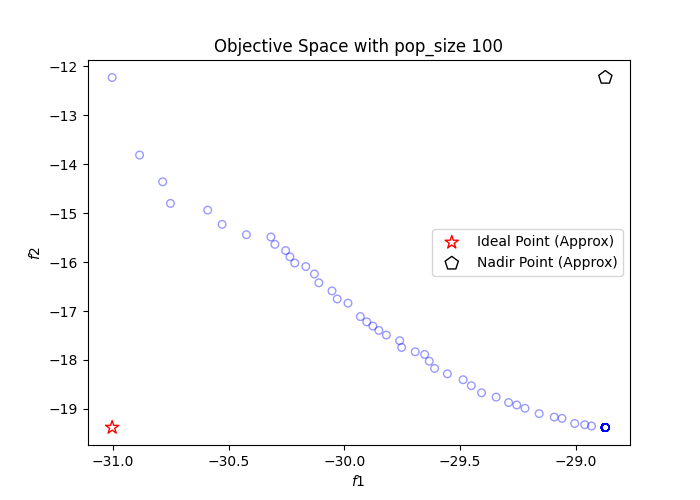 Objective Space with pop_size 100
−12
−13
−14
−15
−16
−17
−18
−19
f2
Ideal Point (Approx)
Nadir Point (Approx)
−31.0 −30.5 −30.0 −29.5 −29.0
f1